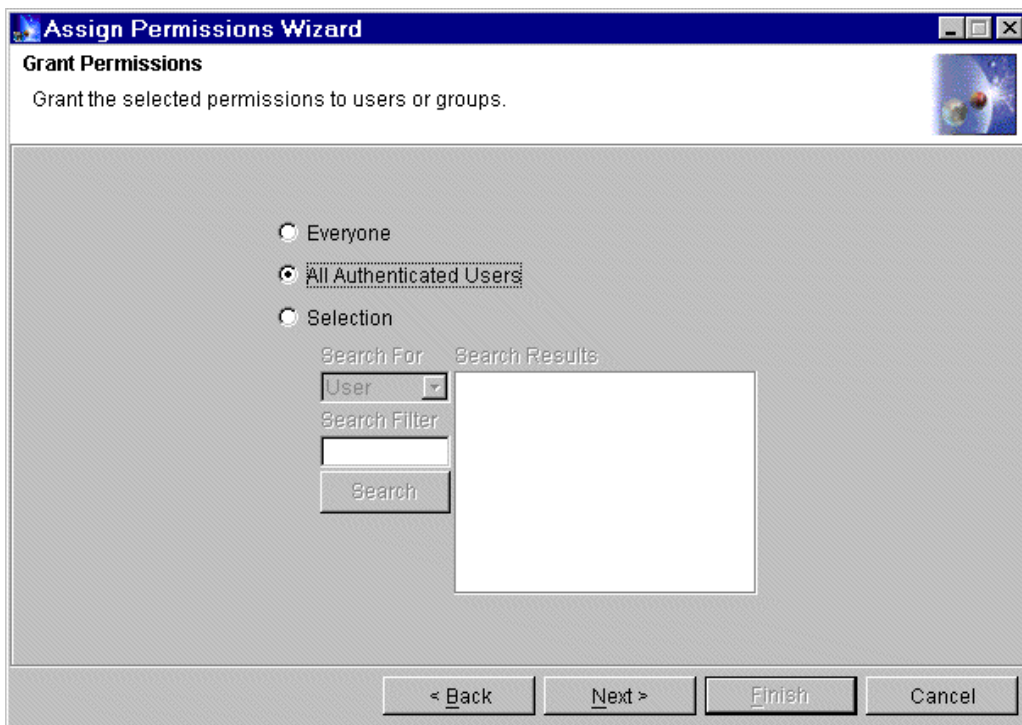 Assign Permissions Wizard
Grant Permissions
Grant the selected permissions to users or groups.
Everyone
All Authenticated Users
Selection
Search For Search Results
User
Search Filter
Search
< Back Next > Finish Cancel